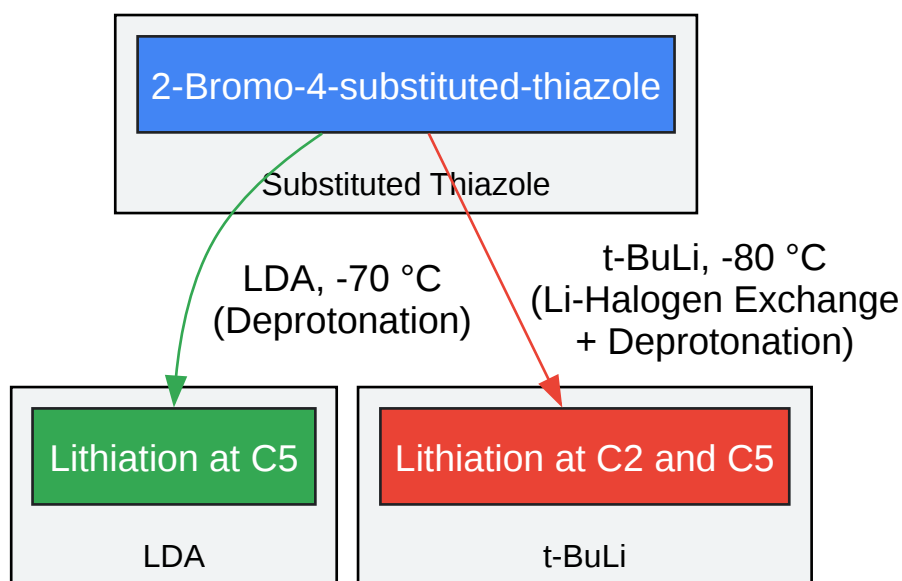 2-Bromo-4-substituted-thiazole
Substituted Thiazole
LDA, -70 °C
(Deprotonation)
t-BuLi, -80 °C
(Li-Halogen Exchange
+ Deprotonation)
Lithiation at C5
LDA
Lithiation at C2 and C5
t-BuLi